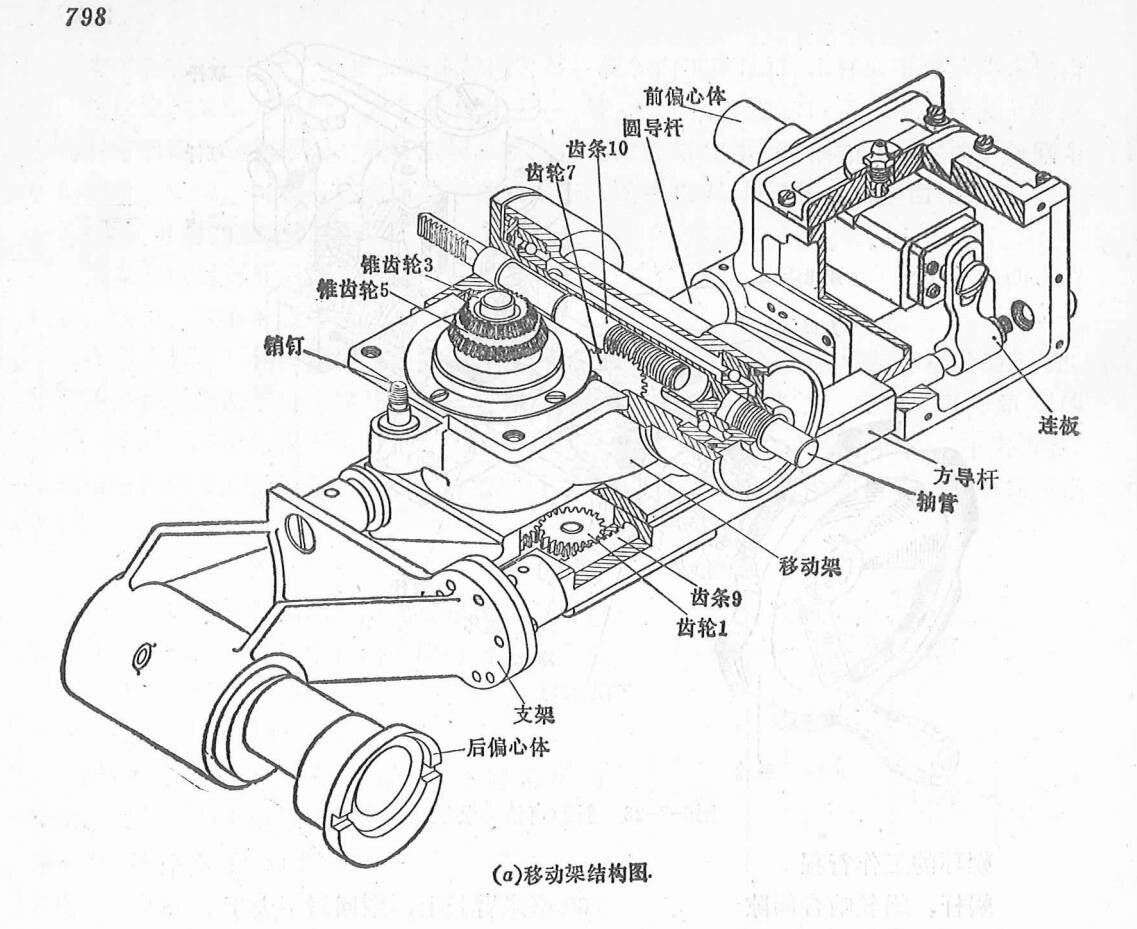 798
前偏心体
圆导杆
齿条10
齿轮7
锥齿轮3
锥齿轮5
销钉
连板
方导杆
轴管
移动架
齿条9
齿轮1
支架
后偏心体
(a)移动架结构图.